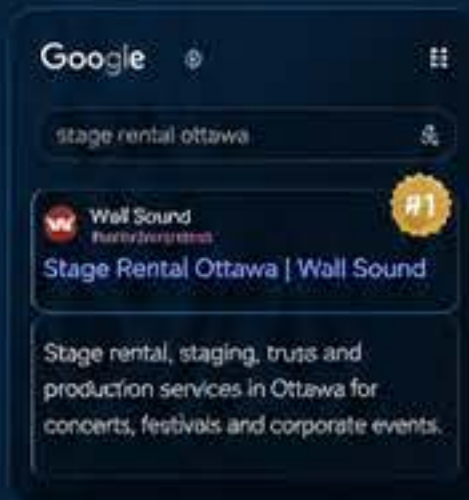 Google
stage rental ottawa
#1
Wall Sound
Stage Rental Ottawa | Wall Sound
Stage rental, staging, truss and
production services in Ottawa for
concerts, festivals and corporate events.